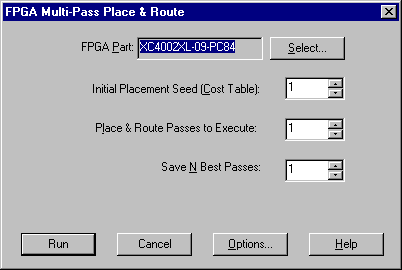 FPGA Multi-Pass Place & Route
FPGA Part: XC4002XL-09-PC84 Select...
Initial Placement Seed (Cost Table): 1
Place & Route Passes to Execute: 1
Save N Best Passes: 1
Run Cancel Options... Help